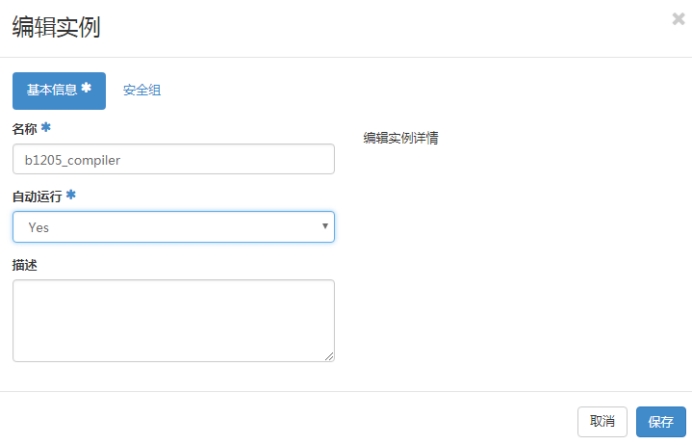 编辑实例
×
基本信息 * 安全组
名称 *
编辑实例详情
b1205_compiler
自动运行 *
Yes
描述
取消 保存